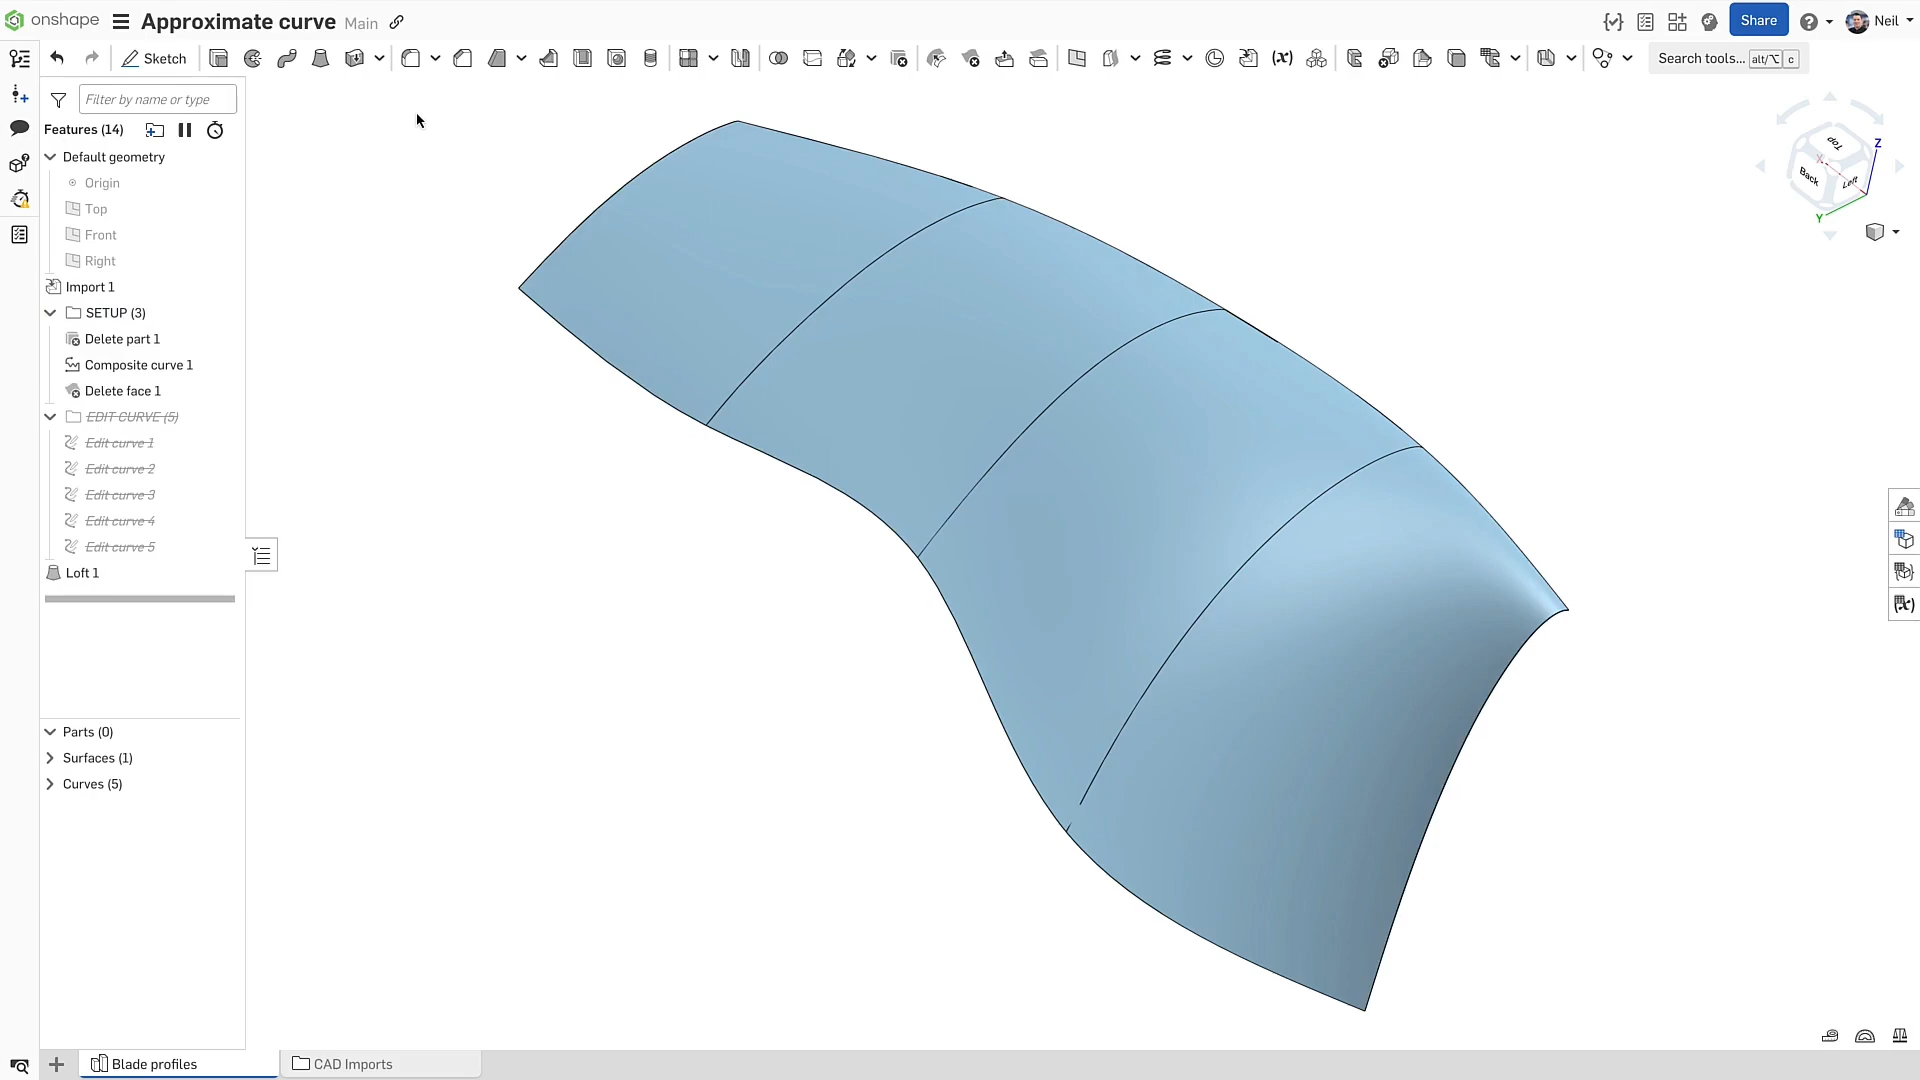 onshape Approximate curve Main Share Neil
Sketch Search tools... alt/⌥ c
Filter by name or type
Features (14)
Default geometry
Origin
Top
Front
Right
Import 1
SETUP (3)
Delete part 1
Composite curve 1
Delete face 1
EDIT CURVE (5)
Edit curve 1
Edit curve 2
Edit curve 3
Edit curve 4
Edit curve 5
Loft 1
Parts (0)
Surfaces (1)
Curves (5)
Top
Back
Left
X
Y
Z
Blade profiles CAD Imports